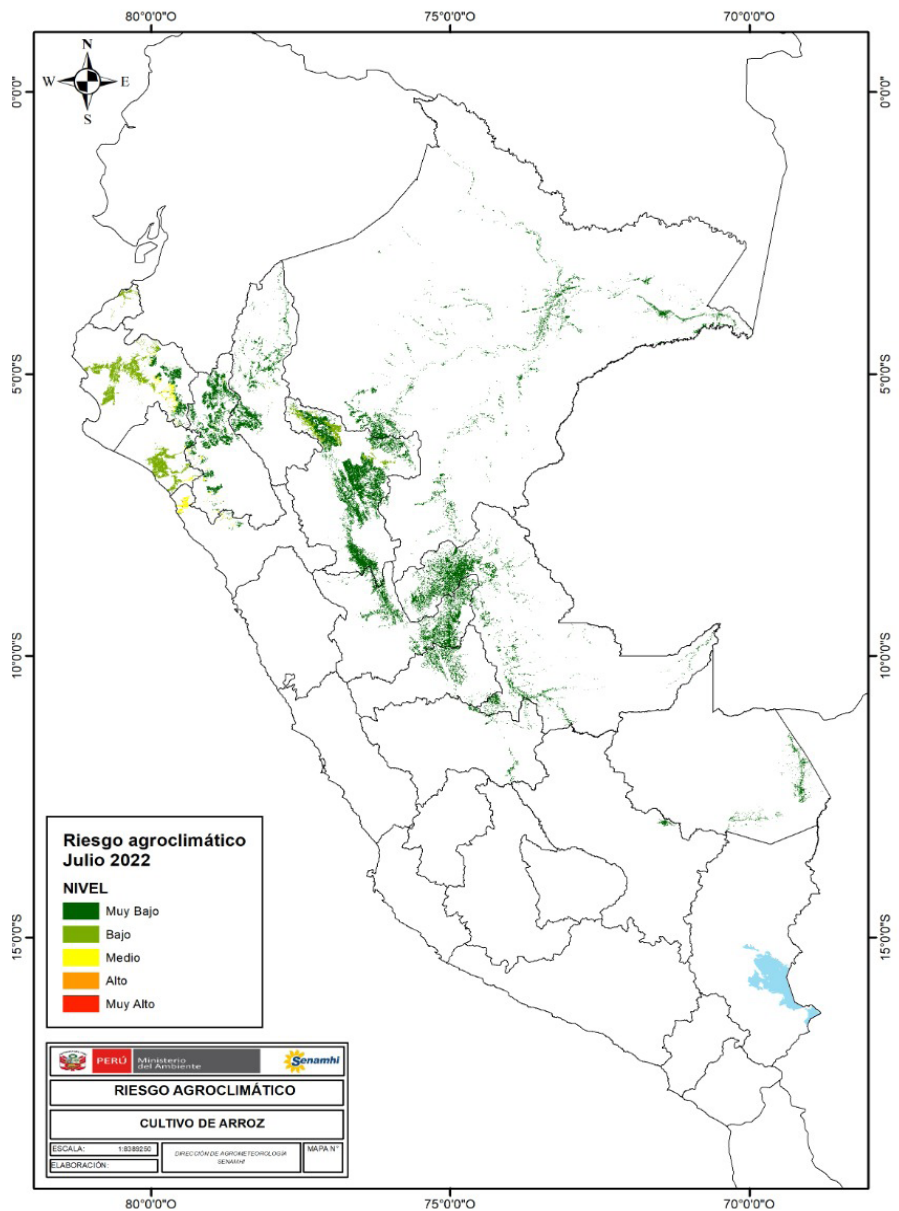 80°0'0"O 75°0'0"O 70°0'0"O
N
W E
S
0°0'0" 0°0'0"
5°0'0"S 5°0'0"S
10°0'0"S 10°0'0"S
15°0'0"S 15°0'0"S
Riesgo agroclimático
Julio 2022
NIVEL
Muy Bajo
Bajo
Medio
Alto
Muy Alto
PERÚ Ministerio
del Ambiente
Senamhi
RIESGO AGROCLIMÁTICO
CULTIVO DE ARROZ
ESCALA: 1:8389250
DIRECCIÓN DE AGROMETEOROLOGÍA
SENAMHI
MAPA N°
ELABORACIÓN:
80°0'0"O 75°0'0"O 70°0'0"O